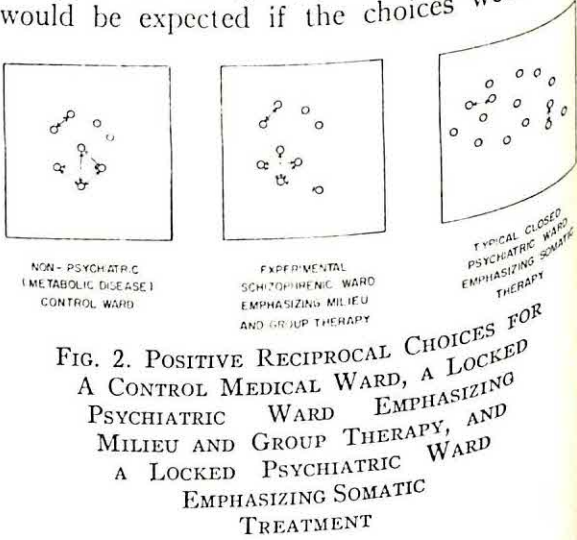 would be expected if the choices
NON-PSYCHIATRIC
(METABOLIC DISEASE)
CONTROL WARD
EXPERIMENTAL
SCHIZOPHRENIC WARD
EMPHASIZING MILIEU
AND GROUP THERAPY
TYPICAL CLOSED
PSYCHIATRIC WARD
EMPHASIZING SOMATIC
THERAPY
FIG. 2. POSITIVE RECIPROCAL CHOICES FOR
A CONTROL MEDICAL WARD, A LOCKED
PSYCHIATRIC WARD EMPHASIZING
MILIEU AND GROUP THERAPY, AND
A LOCKED PSYCHIATRIC WARD
EMPHASIZING SOMATIC
TREATMENT